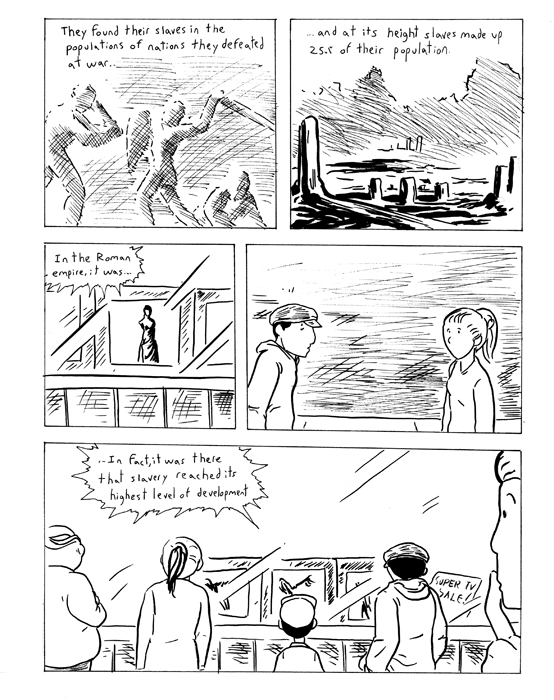 They found their slaves in the
populations of nations they defeated
at war...
...and at its height slaves made up
25.5 of their population.
In the Roman
empire, it was...
...In fact, it was there
that slavery reached its
highest level of development
SUPER TV
SALE!